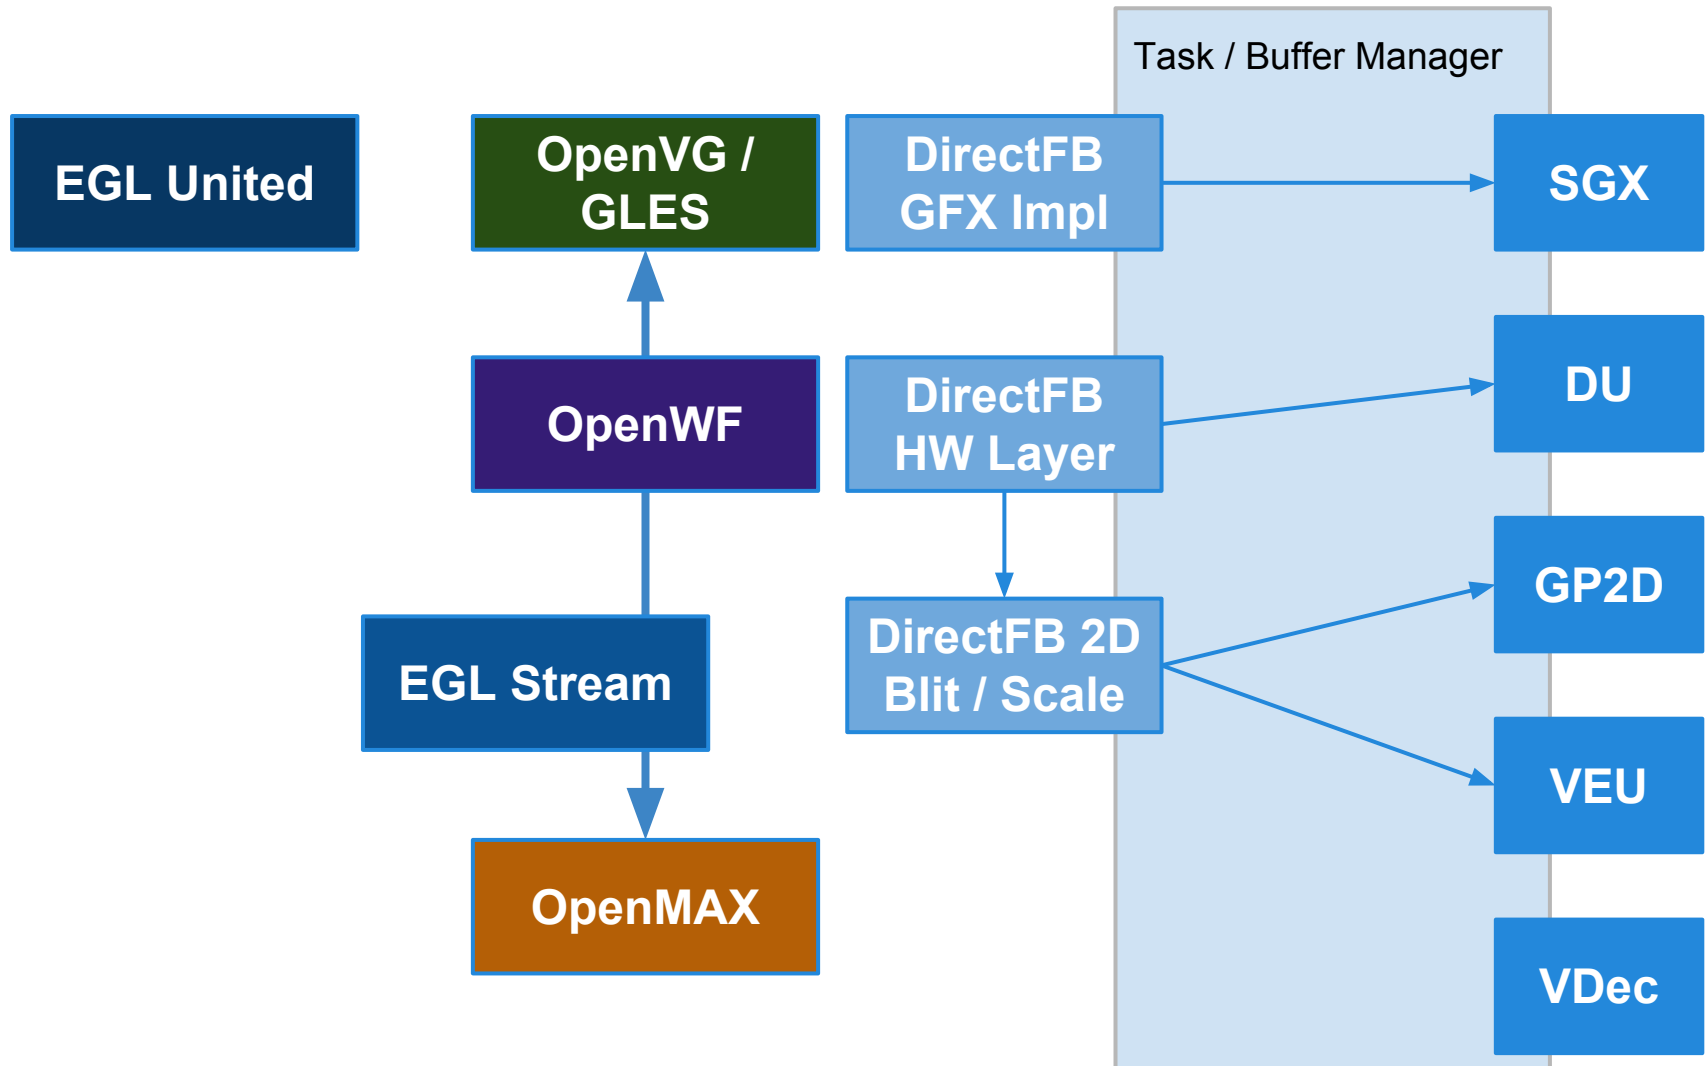 Task / Buffer Manager
EGL United
OpenVG /
GLES
DirectFB
GFX Impl
SGX
OpenWF
DirectFB
HW Layer
DU
EGL Stream
DirectFB 2D
Blit / Scale
GP2D
VEU
OpenMAX
VDec